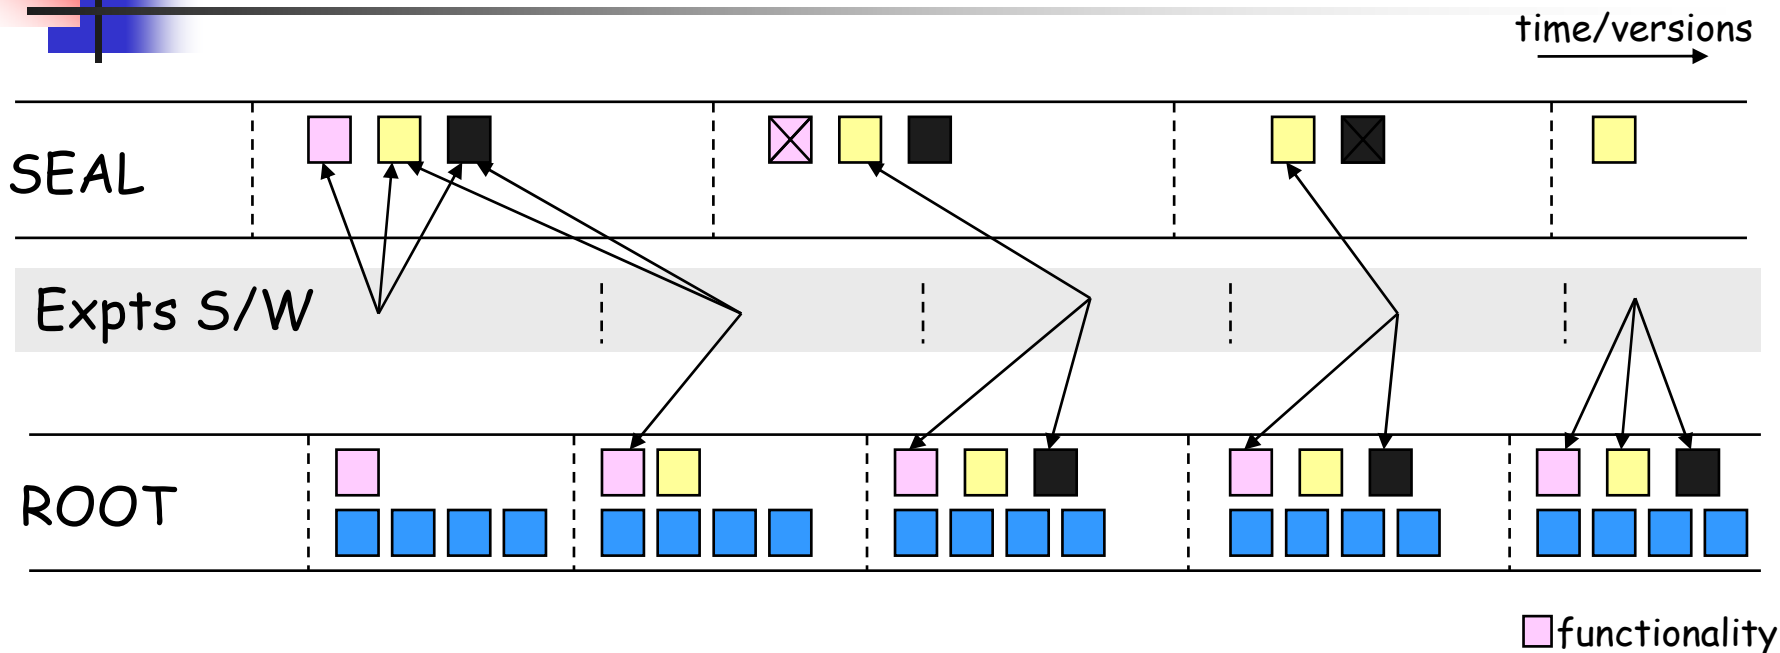 time/versions
SEAL
Expts S/W
ROOT
functionality